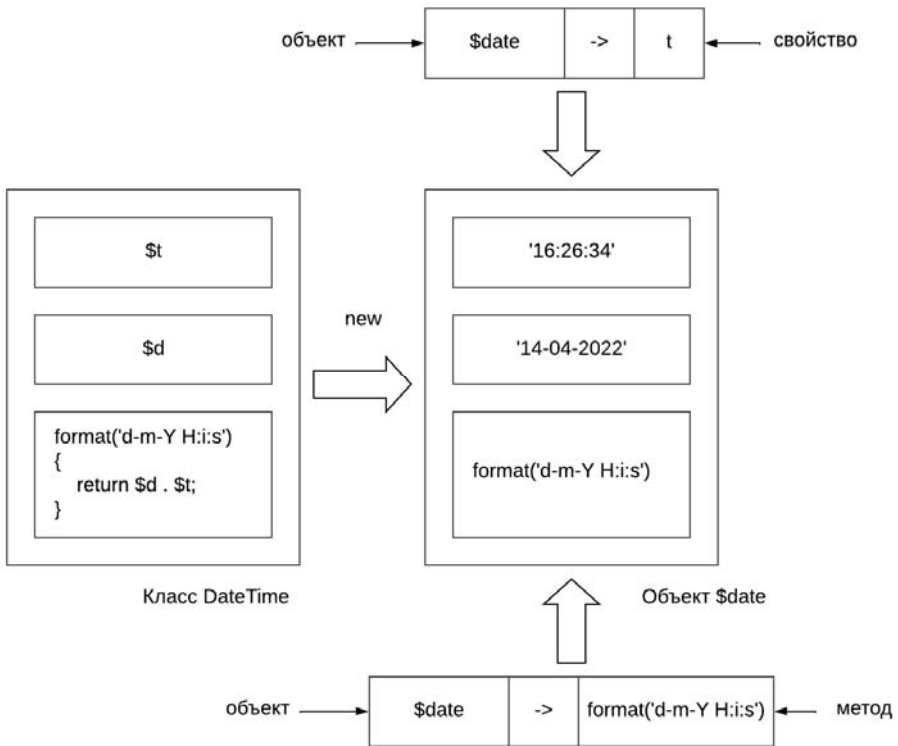 объект
$date
->
t
свойство
$t
$d
format('d-m-Y H:i:s')
{
return $d . $t;
}
Класс DateTime
new
'16:26:34'
'14-04-2022'
format('d-m-Y H:i:s')
Объект $date
объект
$date
->
format('d-m-Y H:i:s')
метод